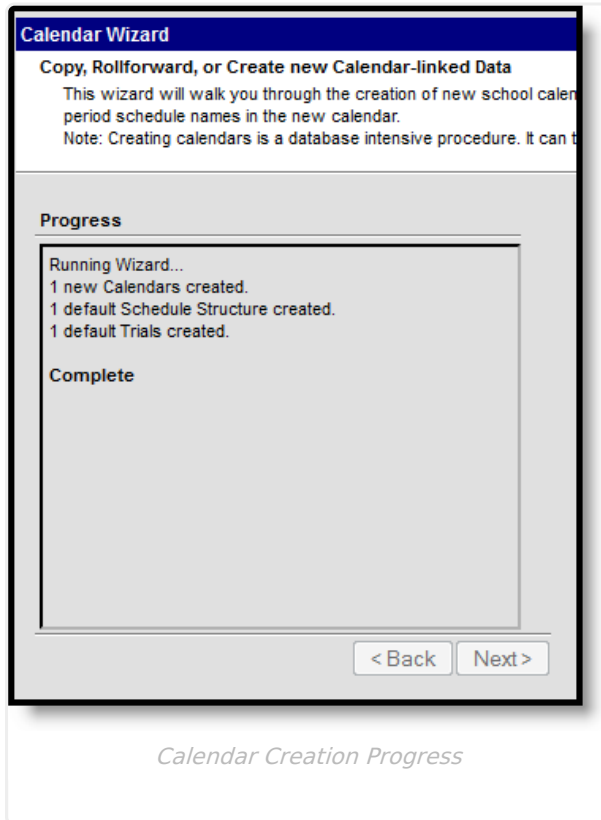 Calendar Wizard
Copy, Rollforward, or Create new Calendar-linked Data
This wizard will walk you through the creation of new school calen
period schedule names in the new calendar.
Note: Creating calendars is a database intensive procedure. It can t
Progress
Running Wizard...
1 new Calendars created.
1 default Schedule Structure created.
1 default Trials created.
Complete
< Back Next >
Calendar Creation Progress